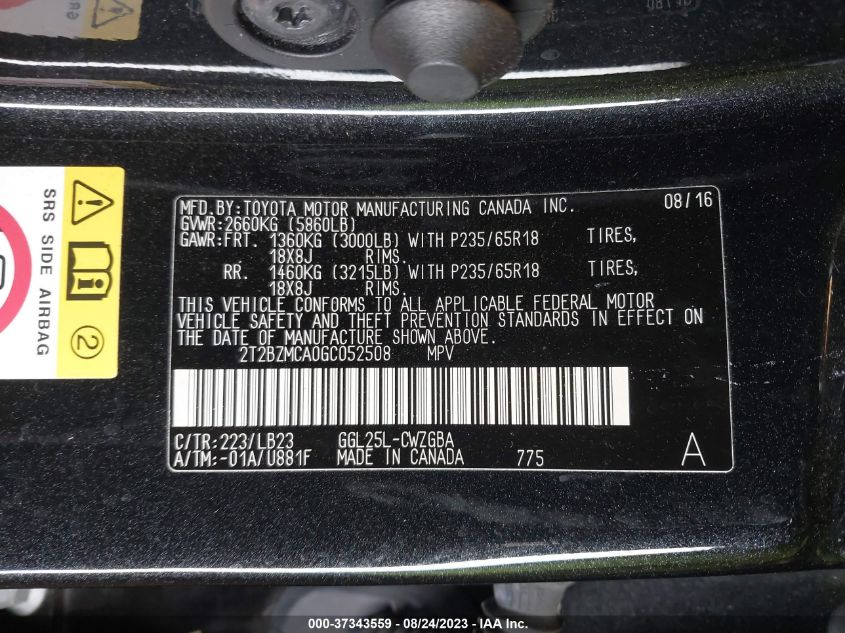 MFD. BY: TOYOTA MOTOR MANUFACTURING CANADA INC. 08/16
GVWR: 2660KG (5860LB)
GAWR: FRT. 1360KG (3000LB) WITH P235/65R18 TIRES,
18X8J RIMS.
RR. 1460KG (3215LB) WITH P235/65R18 TIRES,
18X8J RIMS.
THIS VEHICLE CONFORMS TO ALL APPLICABLE FEDERAL MOTOR
VEHICLE SAFETY AND THEFT PREVENTION STANDARDS IN EFFECT ON
THE DATE OF MANUFACTURE SHOWN ABOVE.
2T2BZMCA0GC052508 MPV
C/TR: 223/LB23 GGL25L-CWZGBA
A/TM: -01A/U881F MADE IN CANADA 775 A
SRS SIDE AIRBAG
2
000-37343559 // 08/24/2023 // IAA Inc.